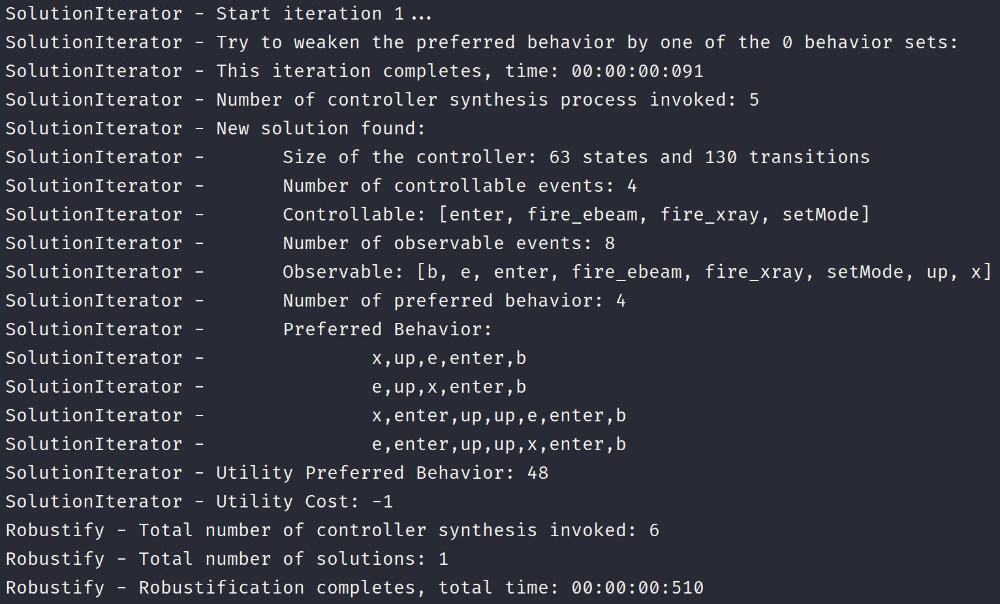 SolutionIterator - Start iteration 1...
SolutionIterator - Try to weaken the preferred behavior by one of the 0 behavior sets:
SolutionIterator - This iteration completes, time: 00:00:00:091
SolutionIterator - Number of controller synthesis process invoked: 5
SolutionIterator - New solution found:
SolutionIterator -       Size of the controller: 63 states and 130 transitions
SolutionIterator -       Number of controllable events: 4
SolutionIterator -       Controllable: [enter, fire_ebeam, fire_xray, setMode]
SolutionIterator -       Number of observable events: 8
SolutionIterator -       Observable: [b, e, enter, fire_ebeam, fire_xray, setMode, up, x]
SolutionIterator -       Number of preferred behavior: 4
SolutionIterator -       Preferred Behavior:
SolutionIterator -               x,up,e,enter,b
SolutionIterator -               e,up,x,enter,b
SolutionIterator -               x,enter,up,up,e,enter,b
SolutionIterator -               e,enter,up,up,x,enter,b
SolutionIterator - Utility Preferred Behavior: 48
SolutionIterator - Utility Cost: -1
Robustify - Total number of controller synthesis invoked: 6
Robustify - Total number of solutions: 1
Robustify - Robustification completes, total time: 00:00:00:510